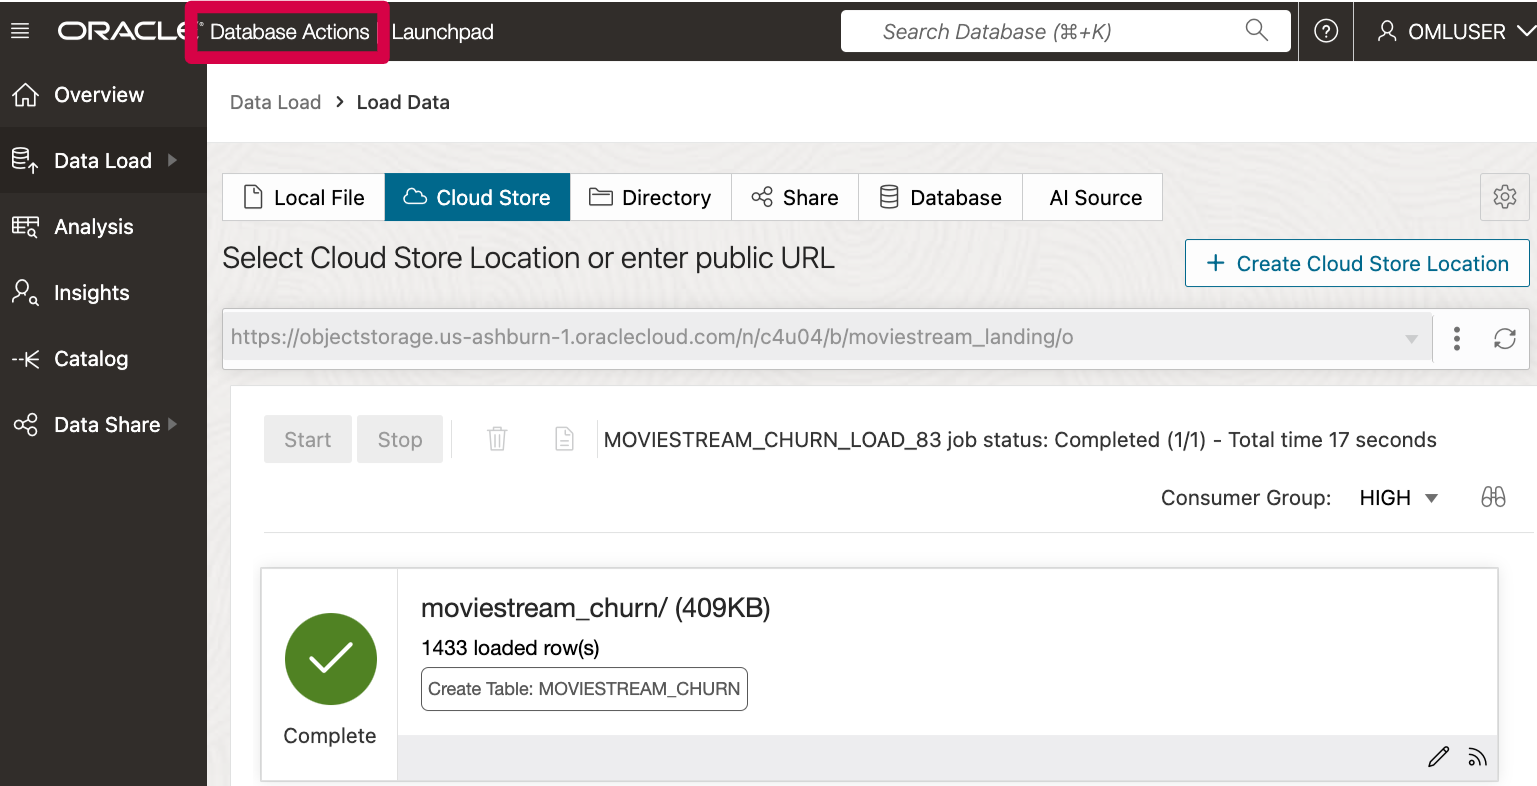 ORACLE Database Actions Launchpad
Search Database (⌘+K)
OMLUSER
Overview
Data Load
Analysis
Insights
Catalog
Data Share
Data Load > Load Data
Local File
Cloud Store
Directory
Share
Database
AI Source
Select Cloud Store Location or enter public URL
+ Create Cloud Store Location
https://objectstorage.us-ashburn-1.oraclecloud.com/n/c4u04/b/moviestream_landing/o
Start
Stop
MOVIESTREAM_CHURN_LOAD_83 job status: Completed (1/1) - Total time 17 seconds
Consumer Group: HIGH
moviestream_churn/ (409KB)
1433 loaded row(s)
Create Table: MOVIESTREAM_CHURN
Complete